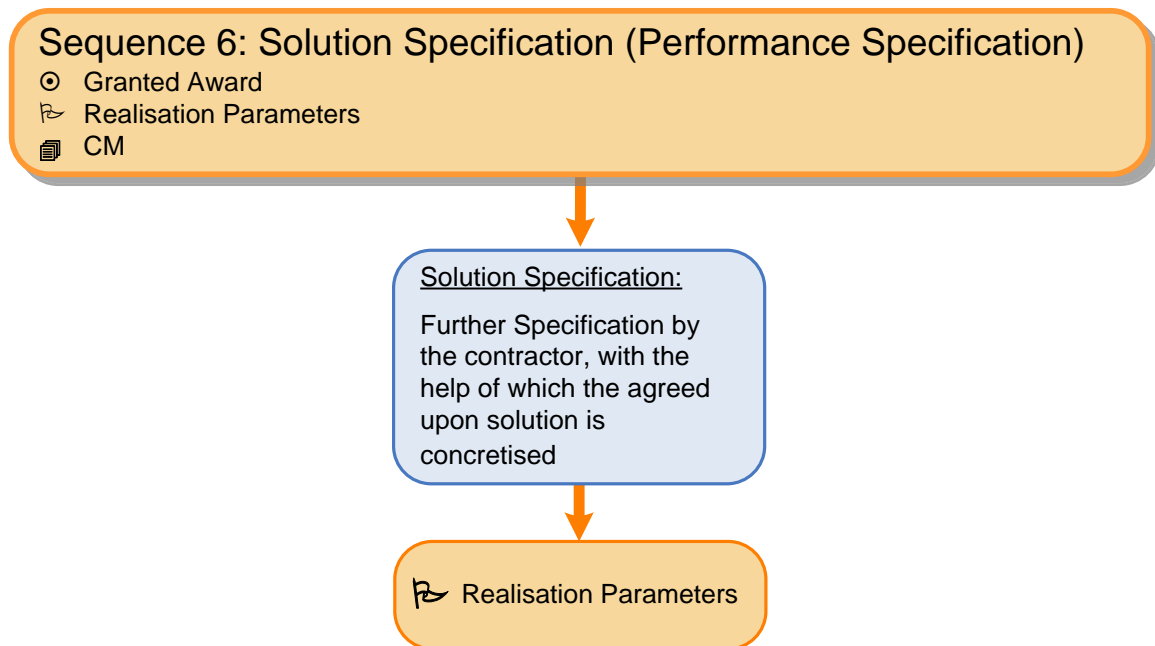 Sequence 6: Solution Specification (Performance Specification)
Granted Award
Realisation Parameters
CM
Solution Specification:
Further Specification by
the contractor, with the
help of which the agreed
upon solution is
concretised
Realisation Parameters